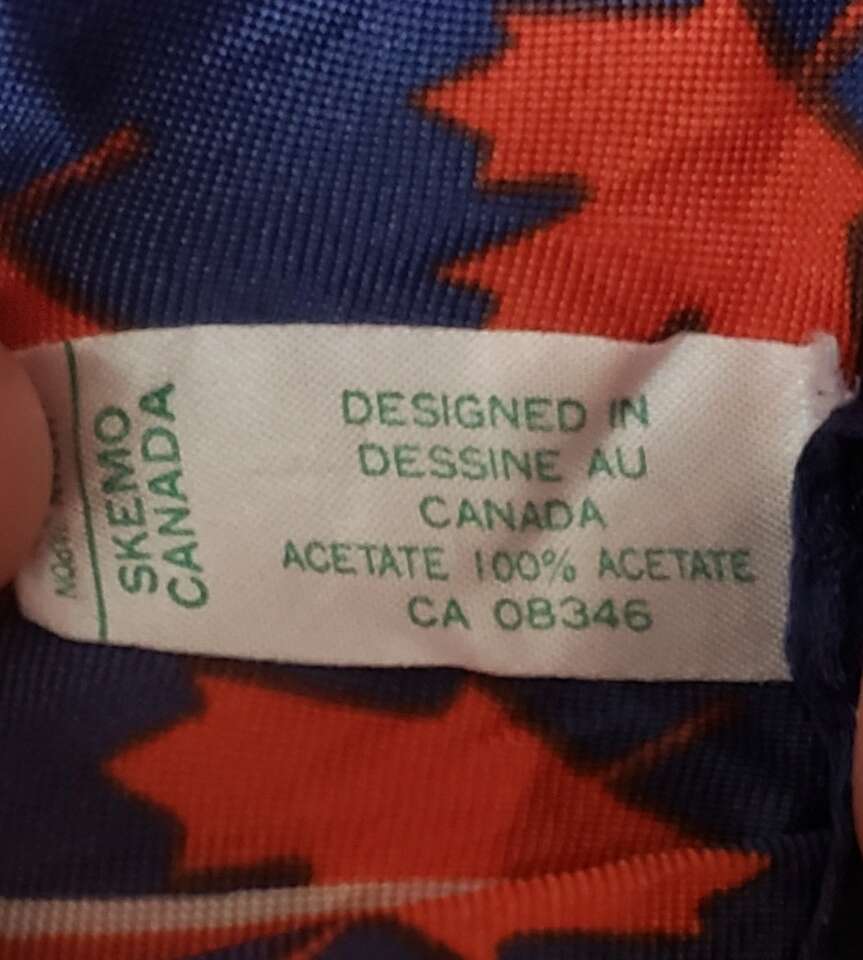 SKEMO
CANADA
DESIGNED IN
DESSINE AU
CANADA
ACETATE 100% ACETATE
CA 08346